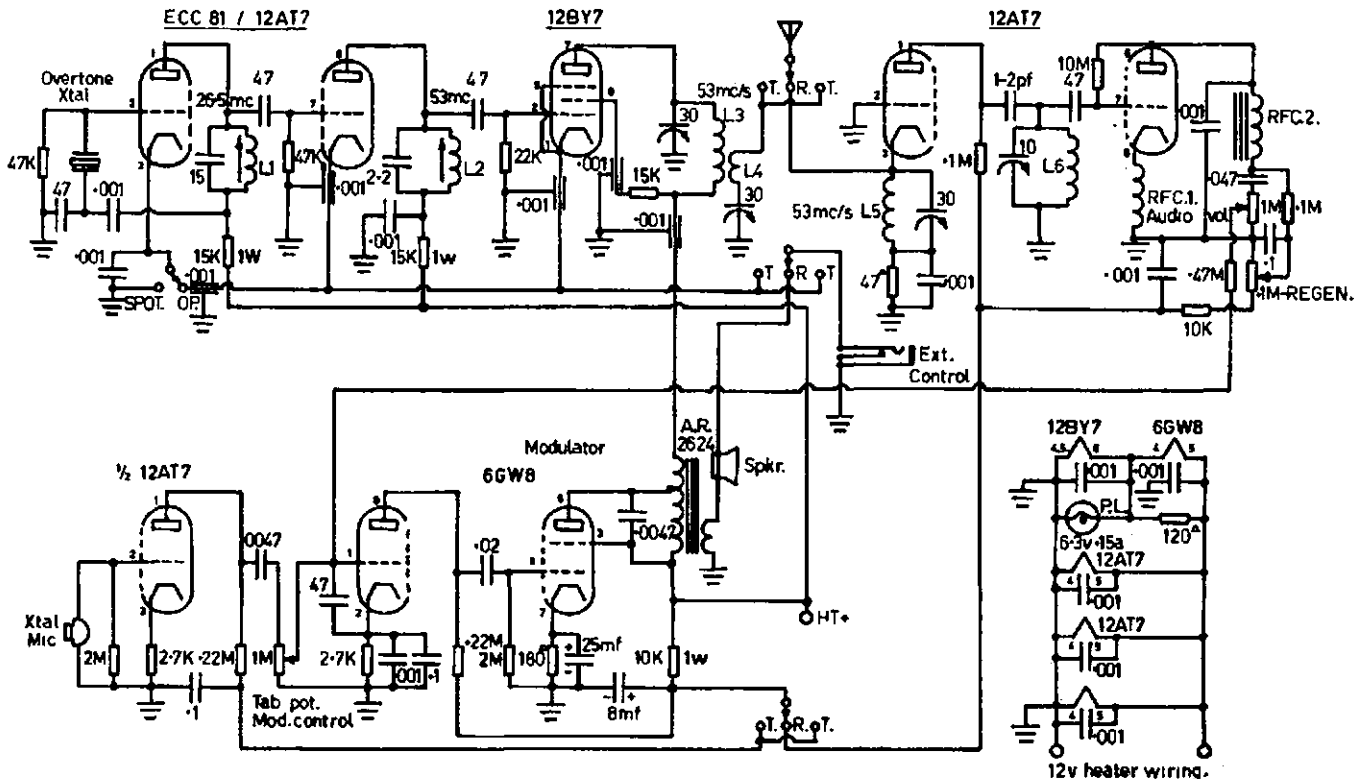 ECC 81 / 12AT7
12BY7
12AT7
Overtone
Xtal
47K
47
·001
26·5mc
47
15
L1
47K
·001
15K
1W
·001
SPOT.
OP.
·001
53mc
47
2·2
L2
·001
15K
1W
22K
·001
·001
15K
·001
30
53mc/s
L3
L4
30
T. R. T.
T. R. T.
53mc/s
L5
30
47
·001
1-2pf
47
10M
10
L6
·1M
·001
RFC.2.
·047
RFC.1.
Audio
vol
1M
·1M
·1
·001
·47M
·1M-REGEN.
10K
Ext.
Control
½ 12AT7
Modulator
6GW8
A.R.
2624
Spkr.
Xtal
Mic
2M
2·7K
·1
·22M
·0047
1M
Tab pot.
Mod.control
47
2·7K
·001
·1
·02
·22M
2M
180
25mf
8mf
·0047
10K
1W
HT+
T. R. T.
12BY7
6GW8
4,5
6
4
5
·001
·001
P.L.
6·3v·15a
120Ω
12AT7
4
5
·001
12AT7
4
5
·001
4
5
·001
12v heater wiring.